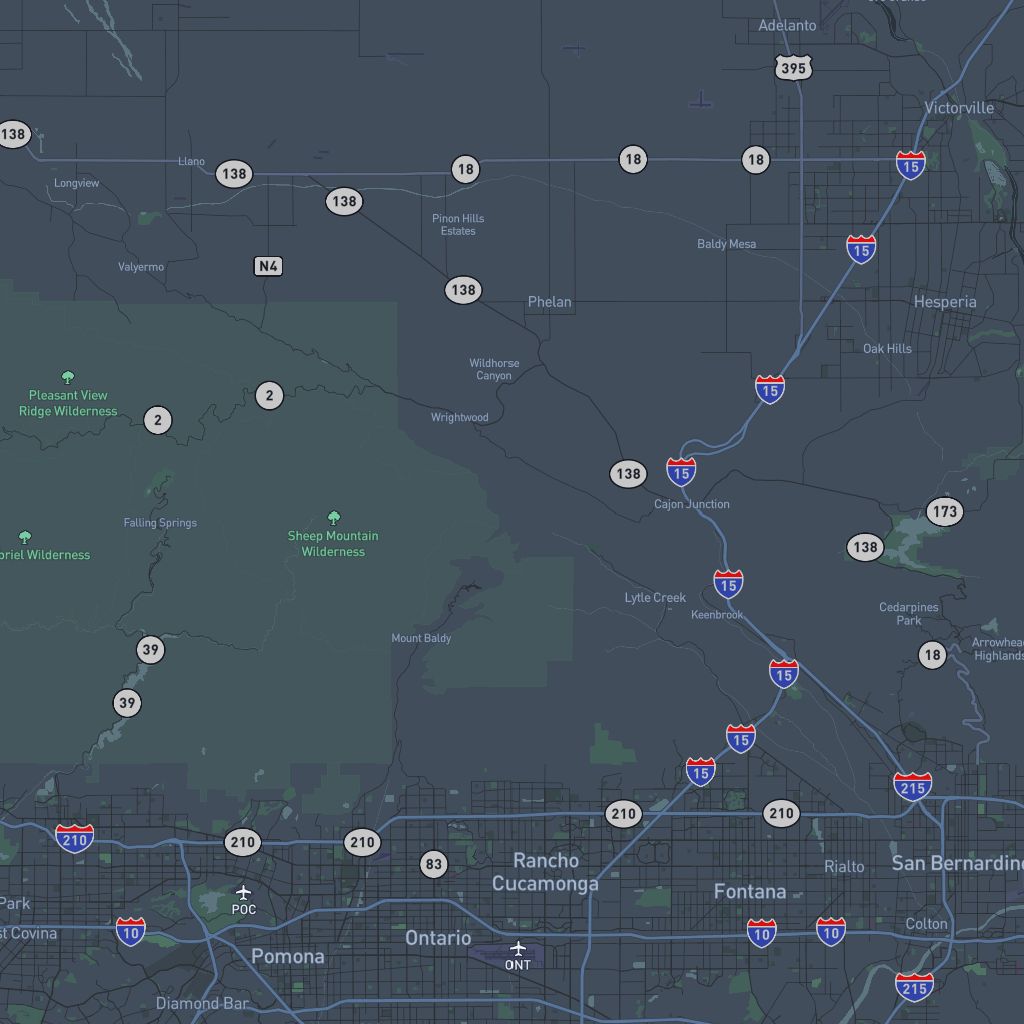 Adelanto
395
Victorville
138
Llano
138
18
18
18
15
Longview
138
Pinon Hills
Estates
Baldy Mesa
15
Valyermo
N4
138
Phelan
Hesperia
Oak Hills
Wildhorse
Canyon
Pleasant View
Ridge Wilderness
2
2
15
Wrightwood
138
15
Cajon Junction
173
Falling Springs
Sheep Mountain
Wilderness
138
Wilderness
15
Lytle Creek
Keenbrook
Cedarpines
Park
Mount Baldy
39
18
Arrowhead
Highlands
15
39
15
15
215
210
210
210
210
210
83
Rancho
Cucamonga
Fontana
Rialto
San Bernardino
POC
Park
Covina
10
Ontario
10
10
Colton
Pomona
ONT
215
Diamond Bar